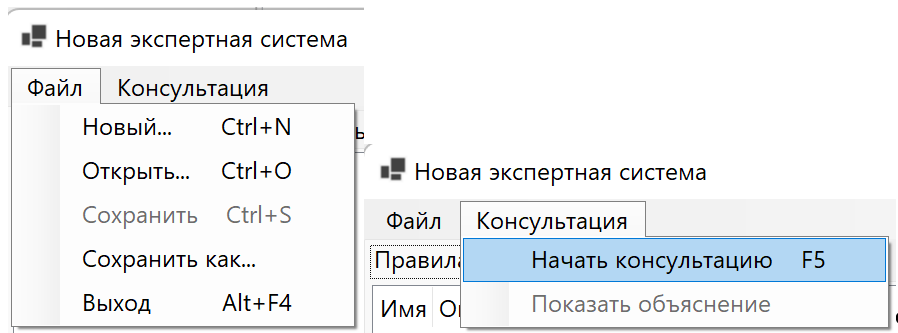 Новая экспертная система
Файл Консультация
Новый... Ctrl+N
Открыть... Ctrl+O
Сохранить Ctrl+S
Сохранить как...
Выход Alt+F4
Новая экспертная система
Файл Консультация
Начать консультацию F5
Показать объяснение
Имя